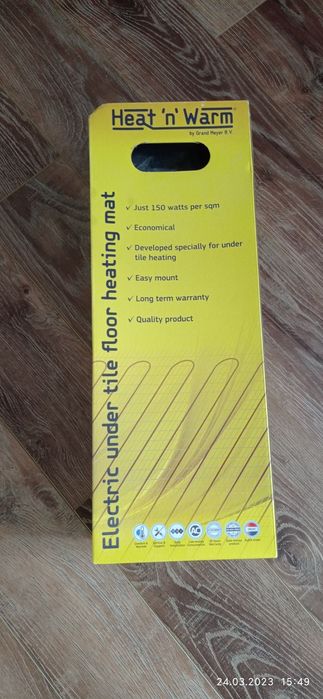 Heat 'n' Warm
by Grand Meyer B.V.
Electric under tile floor heating mat
✓ Just 150 watts per sqm
✓ Economical
✓ Developed specially for under
tile heating
✓ Easy mount
✓ Long term warranty
✓ Quality product
AC
24.03.2023 15:49